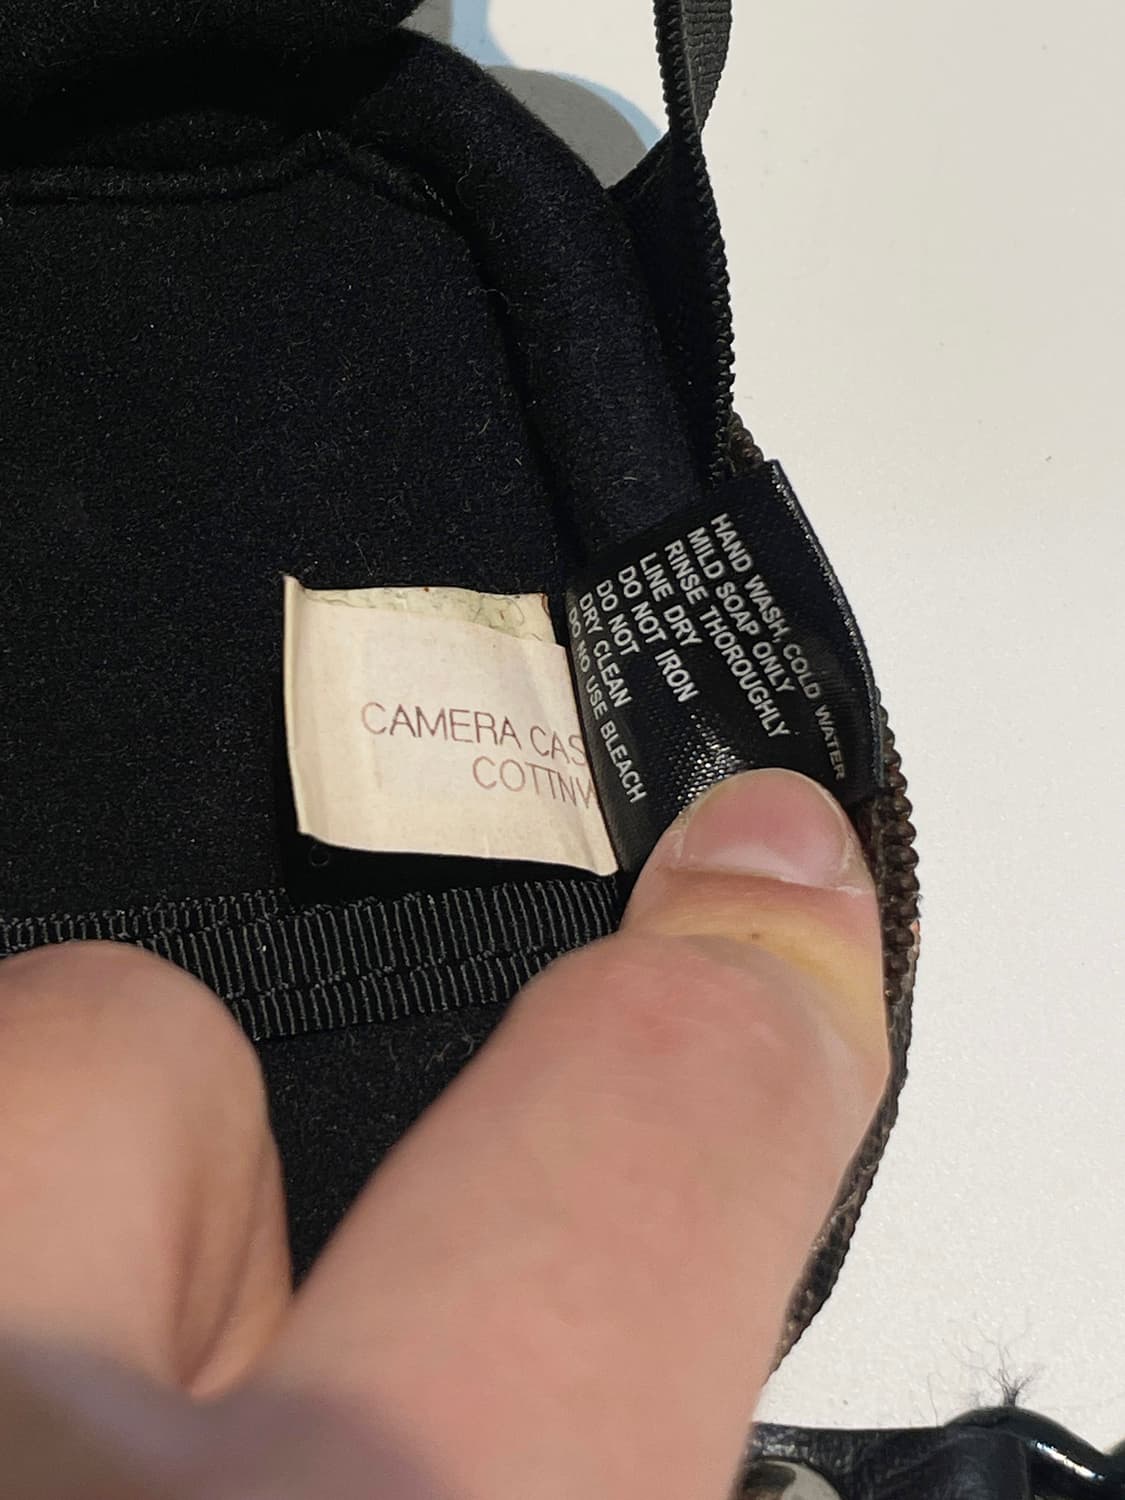 CAMERA CAS
COTTNW
HAND WASH COLD WATER
MILD SOAP ONLY
RINSE THOROUGHLY
LINE DRY
DO NOT IRON
DO NOT
DRY CLEAN
DO NO USE BLEACH